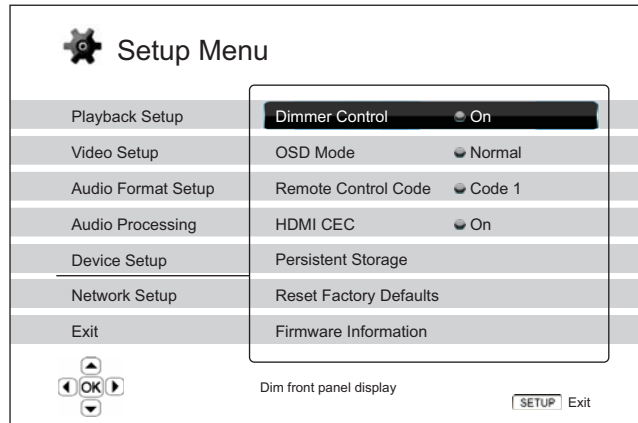 Setup Menu
Playback Setup
Video Setup
Audio Format Setup
Audio Processing
Device Setup
Network Setup
Exit
Dimmer Control On
OSD Mode Normal
Remote Control Code Code 1
HDMI CEC On
Persistent Storage
Reset Factory Defaults
Firmware Information
OK
Dim front panel display
SETUP Exit